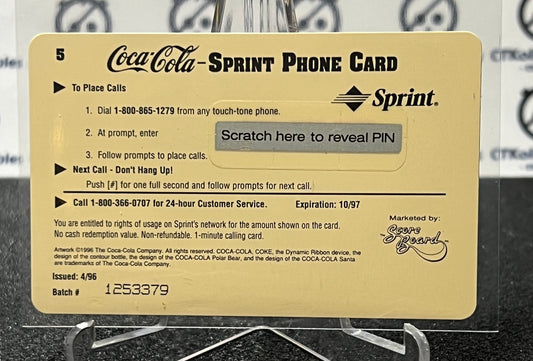 5
Coca-Cola - SPRINT PHONE CARD
To Place Calls
Sprint®
1. Dial 1-800-865-1279 from any touch-tone phone.
2. At prompt, enter
Scratch here to reveal PIN
3. Follow prompts to place calls.
Next Call - Don't Hang Up!
Push [#] for one full second and follow prompts for next call.
Call 1-800-366-0707 for 24-hour Customer Service. Expiration: 10/97
You are entitled to rights of usage on Sprint's network for the amount shown on the card.
No cash redemption value. Non-refundable. 1-minute calling card.
Marketed by:
Score Board
Artwork ©1996 The Coca-Cola Company. All rights reserved. COCA-COLA, COKE, the Dynamic Ribbon device, the
design of the contour bottle, the design of the COCA-COLA Polar Bear, and the design of the COCA-COLA Santa
are trademarks of The Coca-Cola Company.
Issued: 4/96
Batch # 1253379